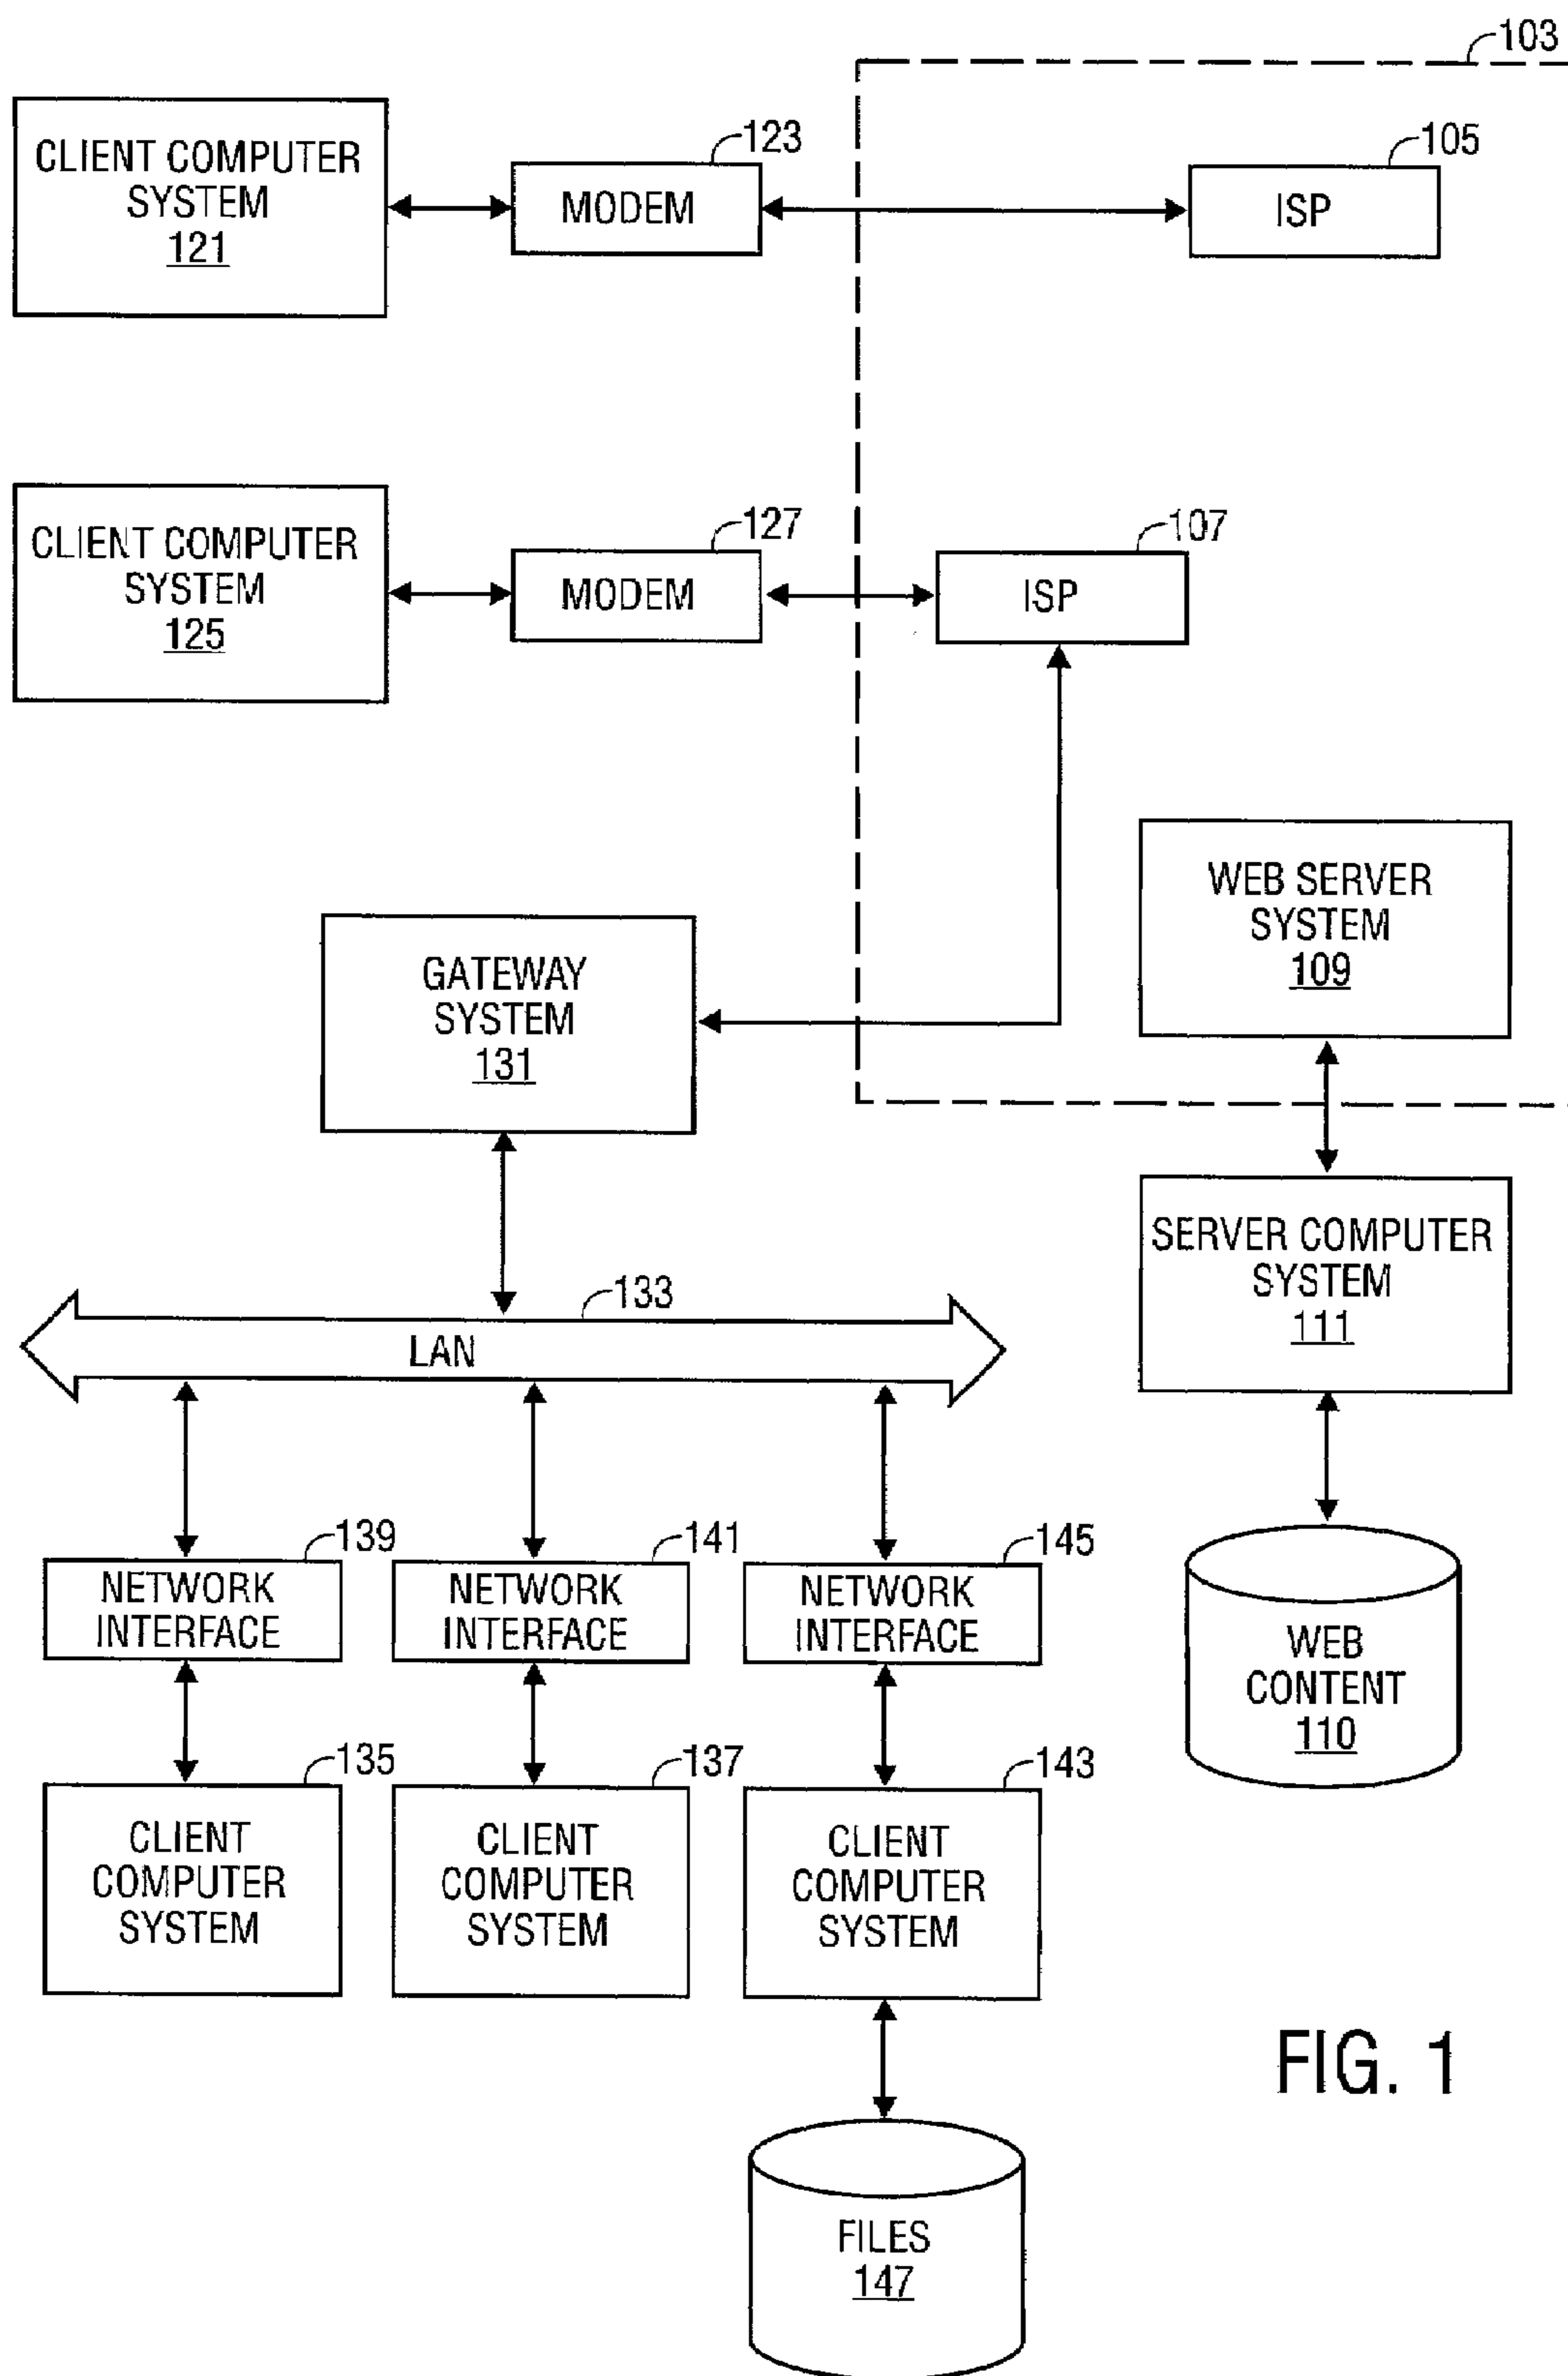 103
CLIENT COMPUTER
SYSTEM
121
123
MODEM
105
ISP
CLIENT COMPUTER
SYSTEM
125
127
MODEM
107
ISP
WEB SERVER
SYSTEM
109
GATEWAY
SYSTEM
131
SERVER COMPUTER
SYSTEM
111
133
LAN
139
NETWORK
INTERFACE
141
NETWORK
INTERFACE
145
NETWORK
INTERFACE
WEB
CONTENT
110
135
CLIENT
COMPUTER
SYSTEM
137
CLIENT
COMPUTER
SYSTEM
143
CLIENT
COMPUTER
SYSTEM
FIG. 1
FILES
147